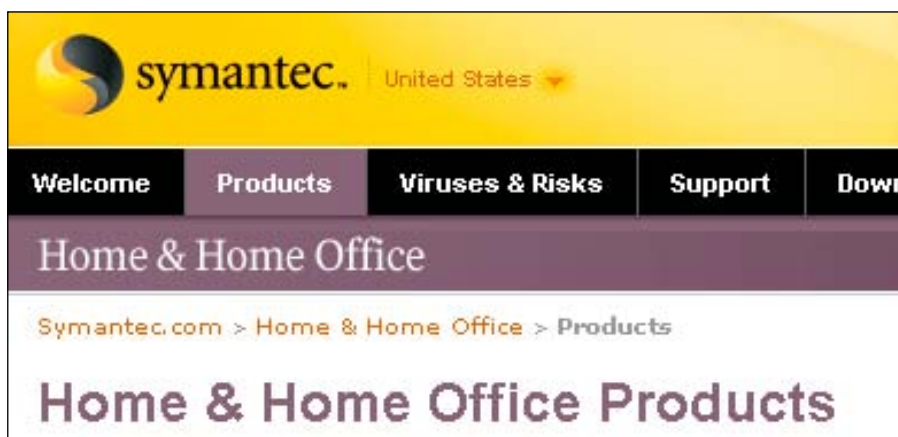 symantec. United States
Welcome Products Viruses & Risks Support Down
Home & Home Office
Symantec.com > Home & Home Office > Products
Home & Home Office Products